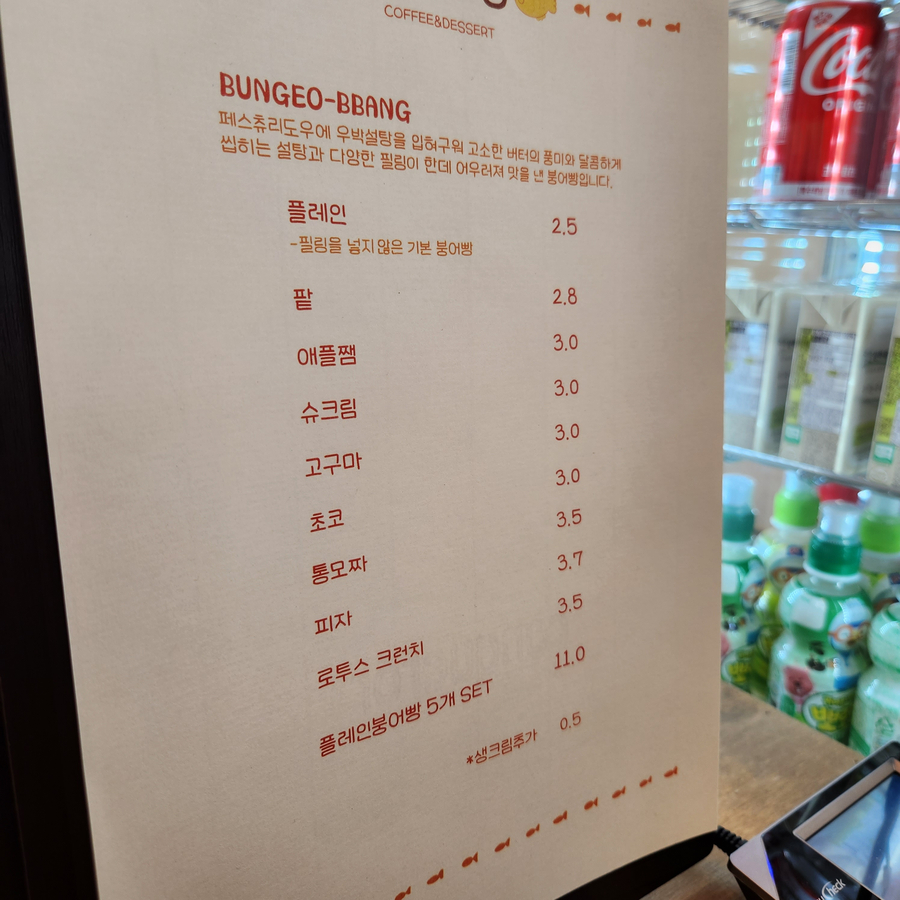 COFFEE&DESSERT
BUNGEO-BBANG
페스츄리도우에 우박설탕을 입혀구워 고소한 버터의 풍미와 달콤하게
씹히는 설탕과 다양한 필링이 한데 어우러져 맛을 낸 붕어빵입니다.
플레인 2.5
-필링을 넣지않은 기본 붕어빵
팥 2.8
애플쨈 3.0
슈크림 3.0
고구마 3.0
초코 3.0
통모짜 3.5
피자 3.7
로투스 크런치 3.5
플레인붕어빵 5개 SET 11.0
*생크림추가 0.5
Coca